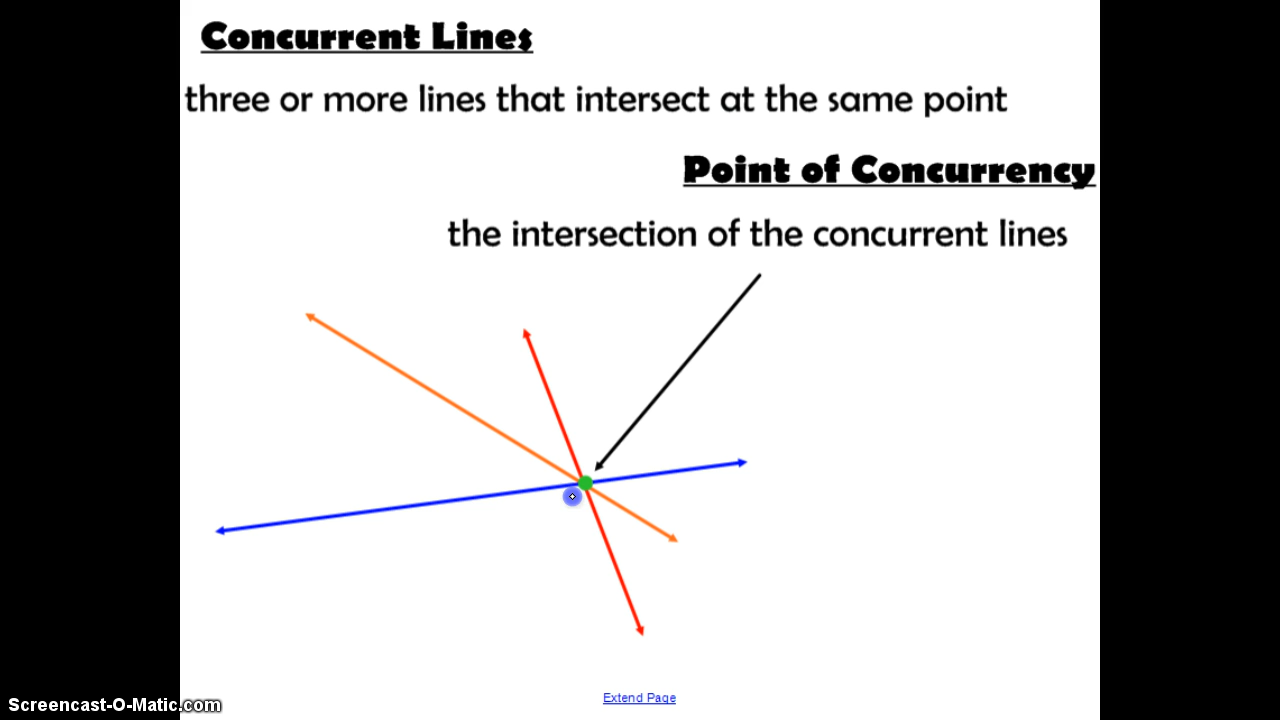 Concurrent Lines
three or more lines that intersect at the same point
Point of Concurrency
the intersection of the concurrent lines
Extend Page
Screencast-O-Matic.com